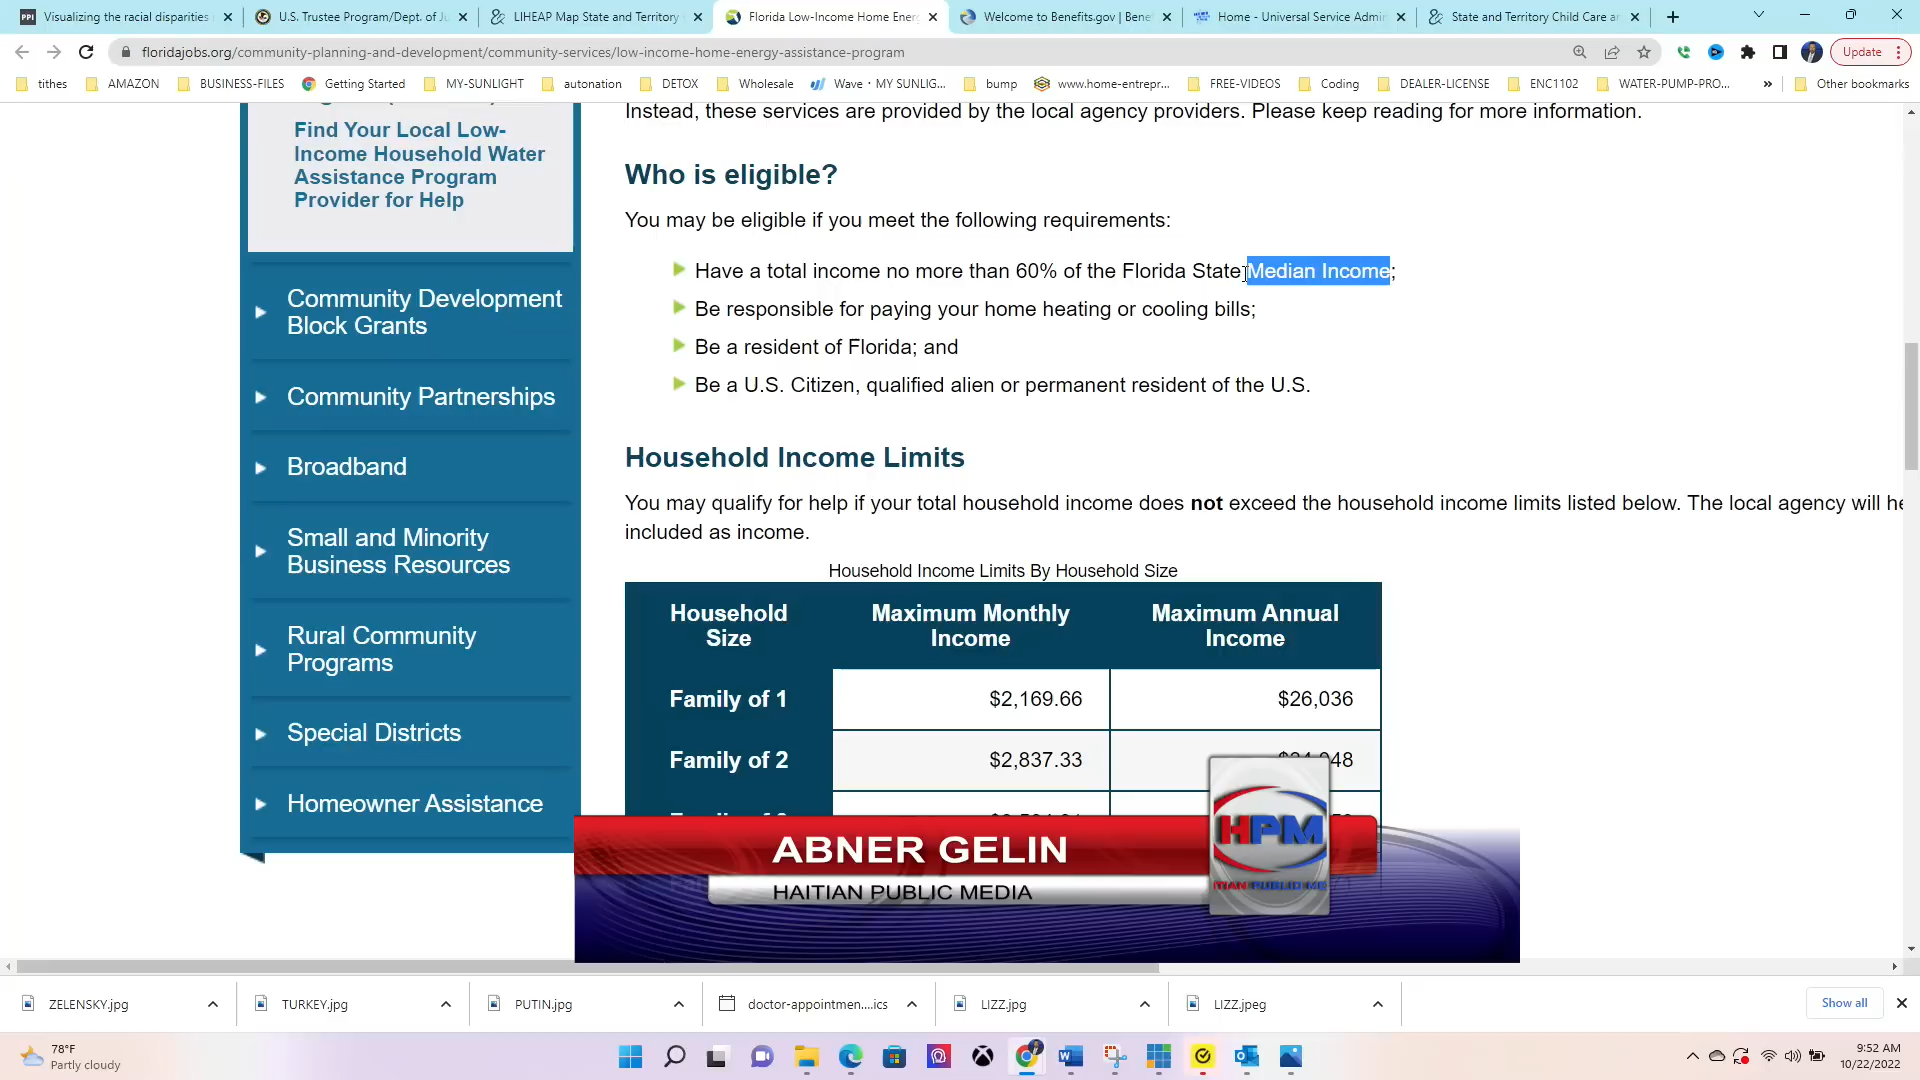 PPI Visualizing the racial disparities
U.S. Trustee Program/Dept. of Ju
LIHEAP Map State and Territory
Florida Low-Income Home Ener
Welcome to Benefits.gov | Bene
Home - Universal Service Admin
State and Territory Child Care a
floridajobs.org/community-planning-and-development/community-services/low-income-home-energy-assistance-program
Update
tithes
AMAZON
BUSINESS-FILES
Getting Started
MY-SUNLIGHT
autonation
DETOX
Wholesale
Wave · MY SUNLIG...
bump
www.home-entrepr...
FREE-VIDEOS
Coding
DEALER-LICENSE
ENC1102
WATER-PUMP-PRO...
»
Other bookmarks
Find Your Local Low-
Income Household Water
Assistance Program
Provider for Help
Community Development
Block Grants
Community Partnerships
Broadband
Small and Minority
Business Resources
Rural Community
Programs
Special Districts
Homeowner Assistance
Instead, these services are provided by the local agency providers. Please keep reading for more information.
Who is eligible?
You may be eligible if you meet the following requirements:
Have a total income no more than 60% of the Florida State Median Income;
Be responsible for paying your home heating or cooling bills;
Be a resident of Florida; and
Be a U.S. Citizen, qualified alien or permanent resident of the U.S.
Household Income Limits
You may qualify for help if your total household income does not exceed the household income limits listed below. The local agency will he
included as income.
Household Income Limits By Household Size
Household Size Maximum Monthly Income Maximum Annual Income
Family of 1 $2,169.66 $26,036
Family of 2 $2,837.33
ABNER GELIN
HAITIAN PUBLIC MEDIA
HPM
ZELENSKY.jpg
TURKEY.jpg
PUTIN.jpg
doctor-appointmen....ics
LIZZ.jpg
LIZZ.jpeg
Show all
78°F
Partly cloudy
9:52 AM
10/22/2022